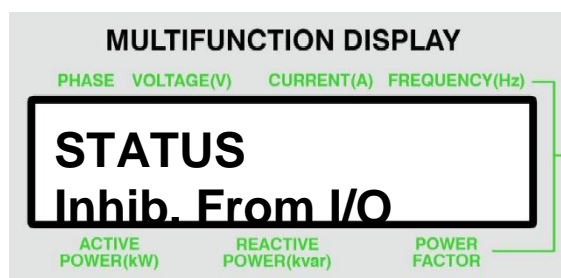 MULTIFUNCTION DISPLAY
PHASE VOLTAGE(V) CURRENT(A) FREQUENCY(Hz)
STATUS
Inhib. From I/O
ACTIVE POWER(kW) REACTIVE POWER(kvar) POWER FACTOR